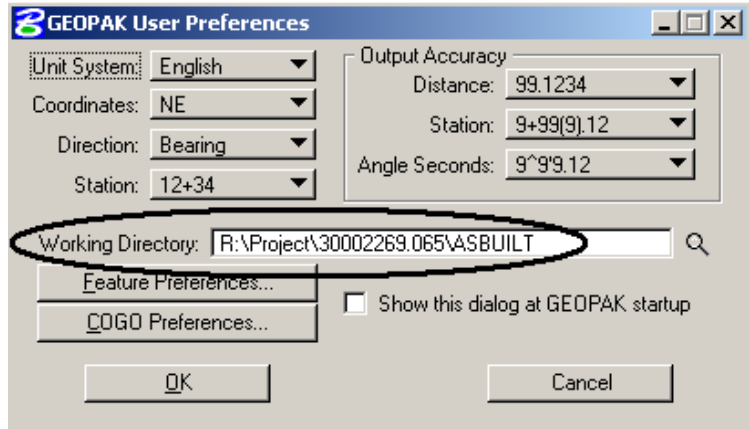 GEOPAK User Preferences
Unit System: English
Coordinates: NE
Direction: Bearing
Station: 12+34
Output Accuracy
Distance: 99.1234
Station: 9+99(9).12
Angle Seconds: 9^9'9.12
Working Directory: R:\Project\30002269.065\ASBUILT
Feature Preferences...
COGO Preferences...
Show this dialog at GEOPAK startup
OK
Cancel